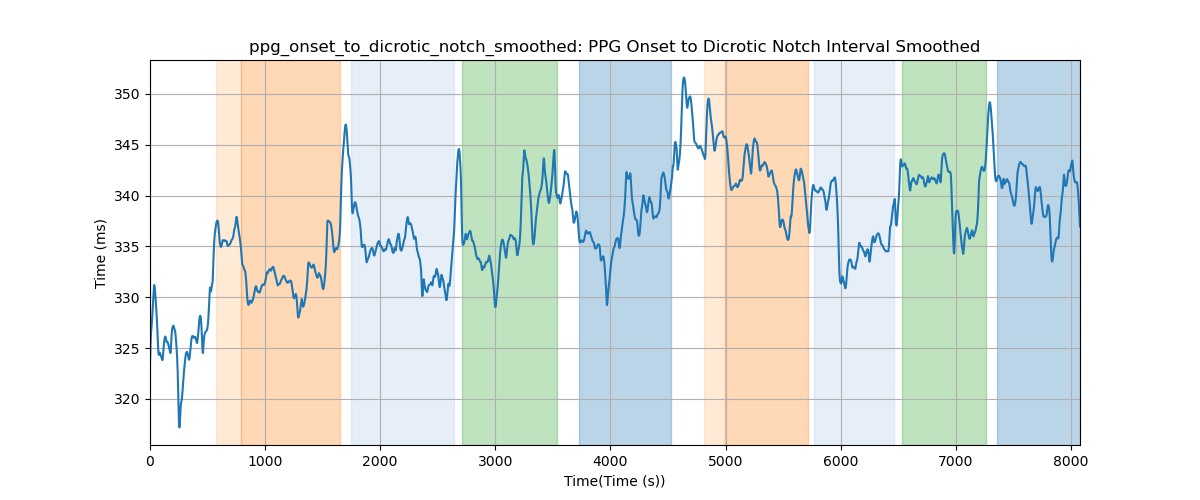 ppg_onset_to_dicrotic_notch_smoothed: PPG Onset to Dicrotic Notch Interval Smoothed
Time (ms)
350
345
340
335
330
325
320
0 1000 2000 3000 4000 5000 6000 7000 8000
Time(Time (s))